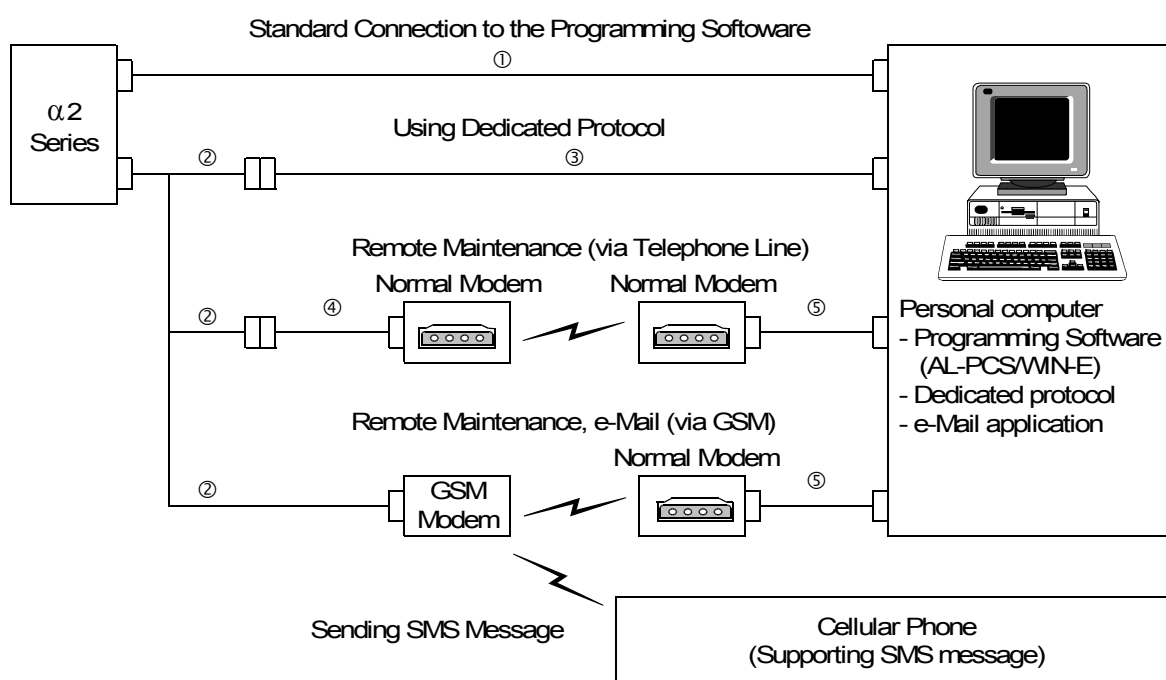 Standard Connection to the Programming Softoware
①
α2
Series
Using Dedicated Protocol
②
③
Remote Maintenance (via Telephone Line)
Normal Modem
Normal Modem
②
④
⑤
Personal computer
- Programming Software
(AL-PCS/WIN-E)
- Dedicated protocol
- e-Mail application
Remote Maintenance, e-Mail (via GSM)
Normal Modem
②
GSM
Modem
⑤
Sending SMS Message
Cellular Phone
(Supporting SMS message)